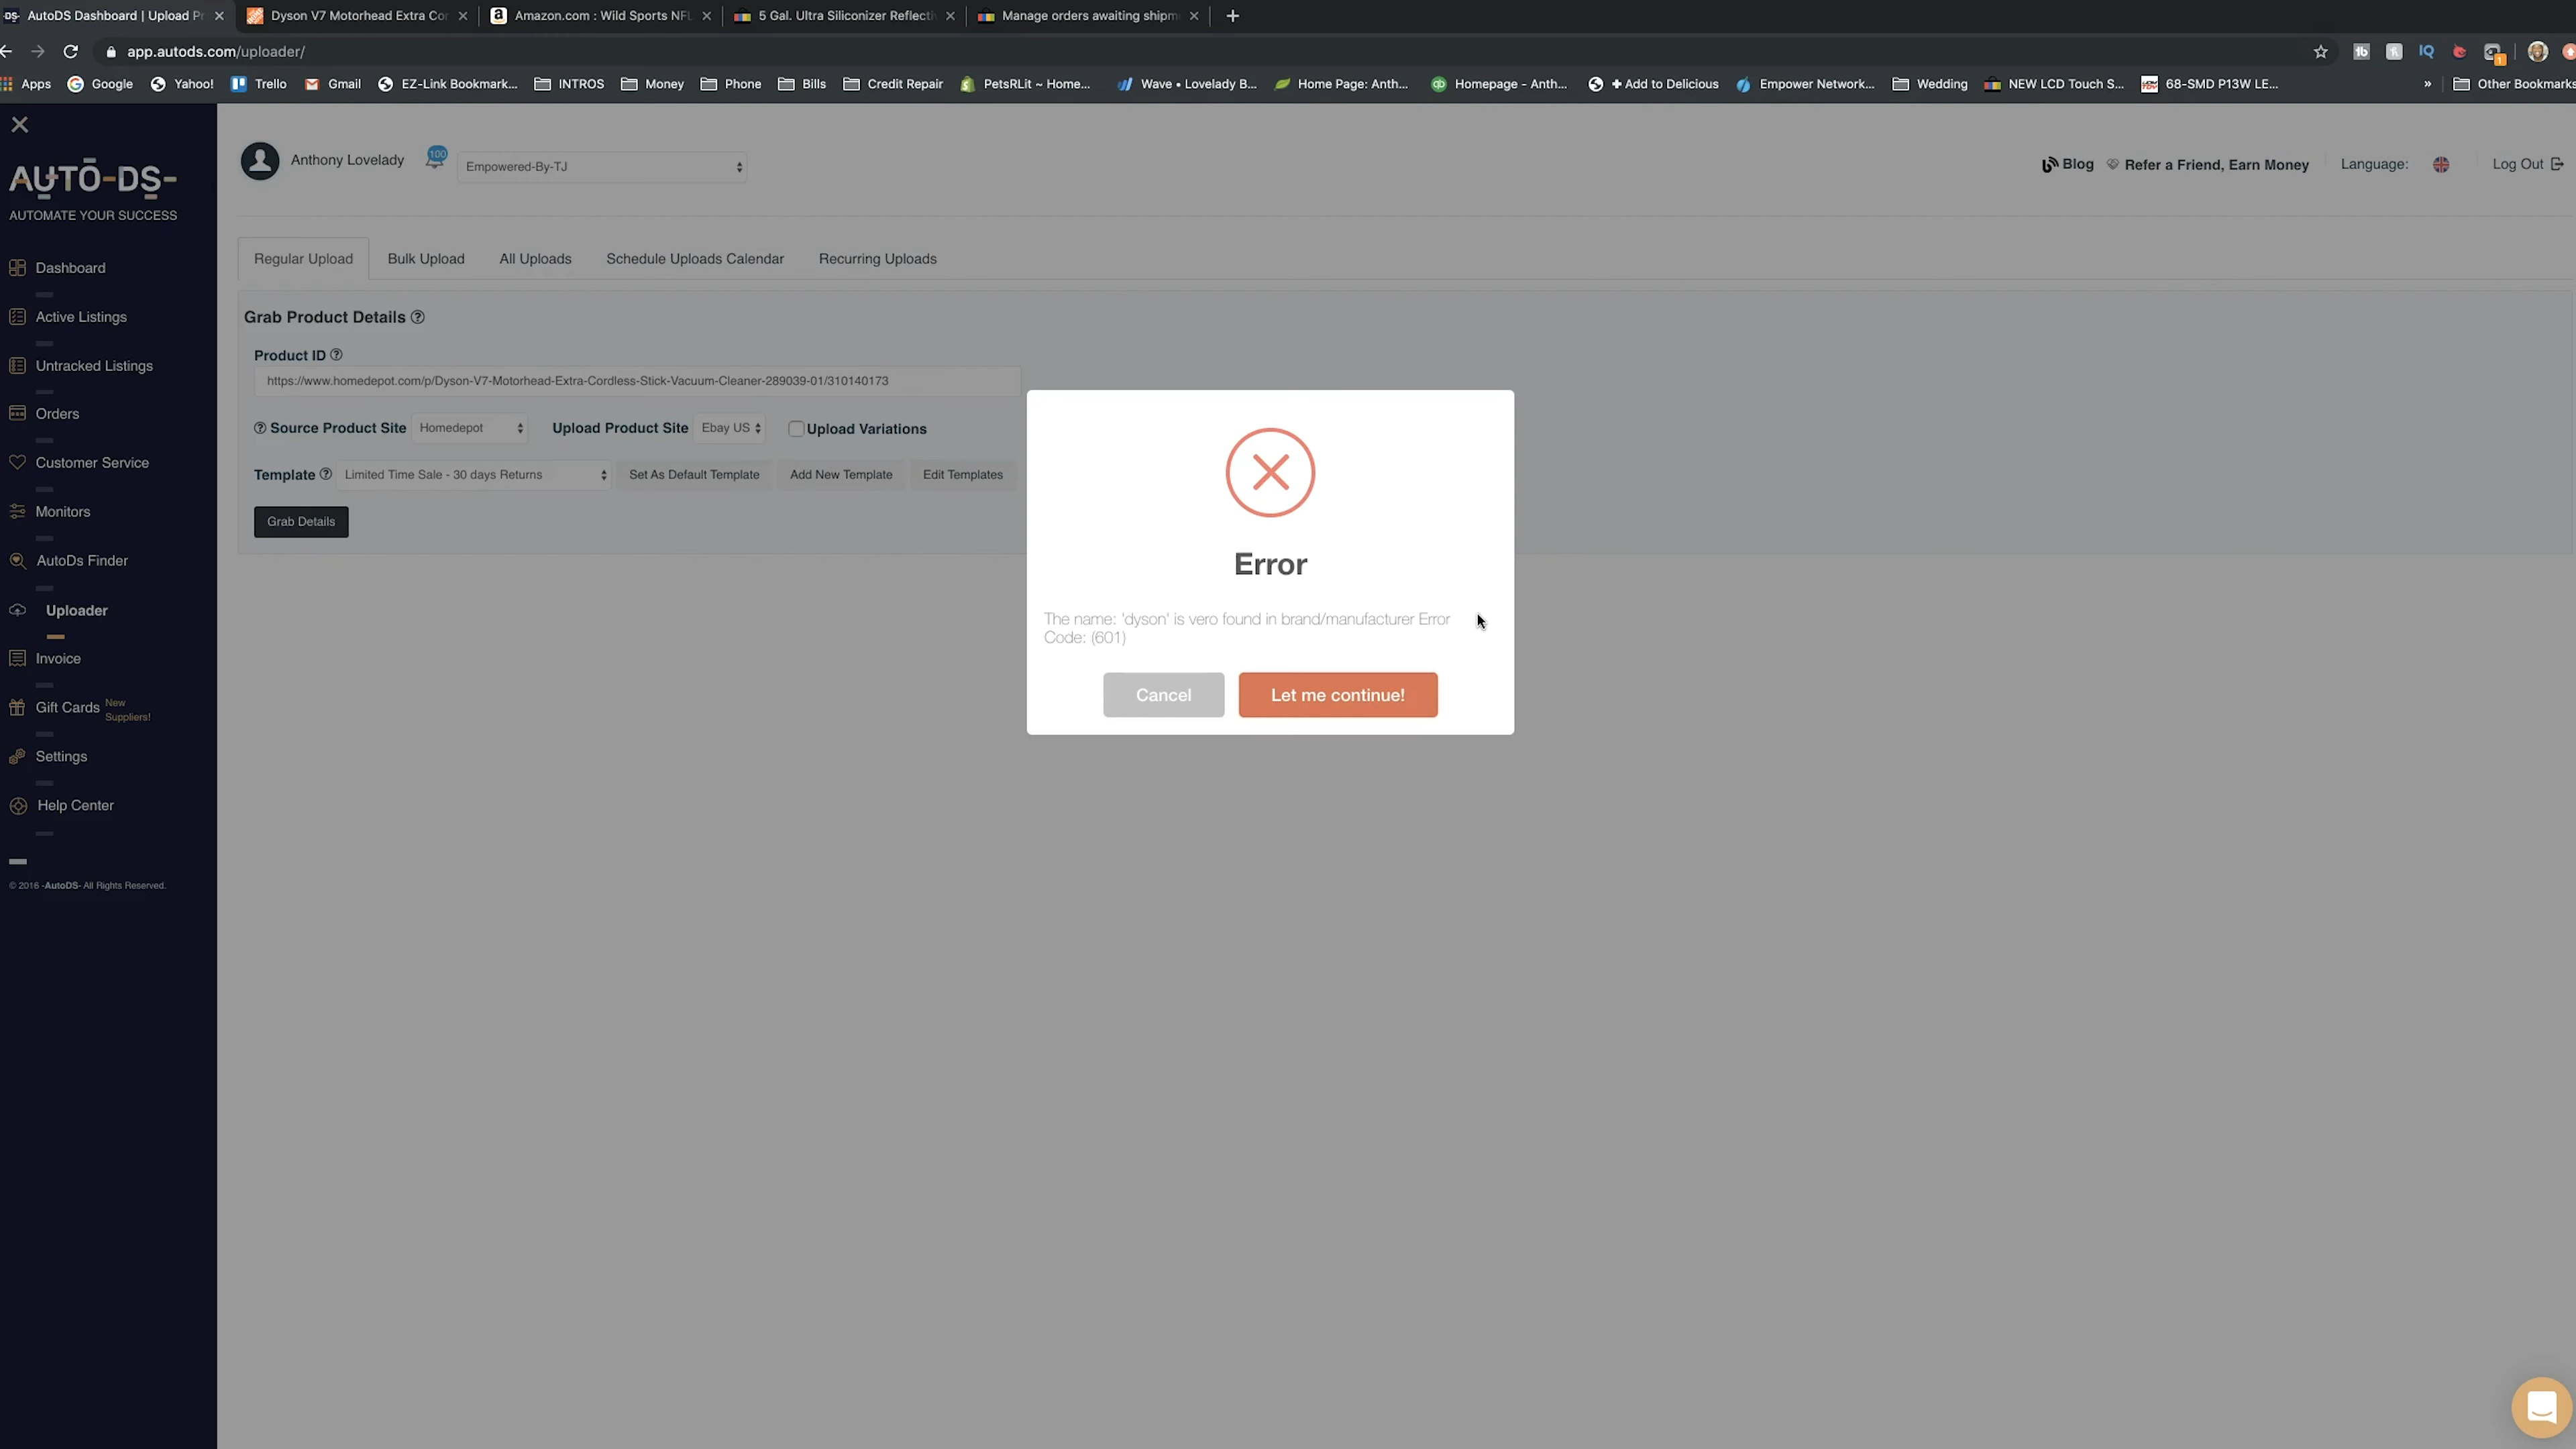 AutoDS Dashboard | Upload Pr
Dyson V7 Motorhead Extra Cor
Amazon.com : Wild Sports NFL
5 Gal. Ultra Siliconizer Reflecti
Manage orders awaiting shipm
app.autods.com/uploader/
Apps
Google
Yahoo!
Trello
Gmail
EZ-Link Bookmark...
INTROS
Money
Phone
Bills
Credit Repair
PetsRLit ~ Home...
Wave • Lovelady B...
Home Page: Anth...
Homepage - Anth...
+ Add to Delicious
Empower Network...
Wedding
NEW LCD Touch S...
68-SMD P13W LE...
»
Other Bookmarks
AUTO-DS-
AUTOMATE YOUR SUCCESS
Dashboard
Active Listings
Untracked Listings
Orders
Customer Service
Monitors
AutoDs Finder
Uploader
Invoice
Gift Cards New Suppliers!
Settings
Help Center
© 2016 -AutoDS- All Rights Reserved.
Anthony Lovelady
100
Empowered-By-TJ
Blog
Refer a Friend, Earn Money
Language:
Log Out
Regular Upload
Bulk Upload
All Uploads
Schedule Uploads Calendar
Recurring Uploads
Grab Product Details
Product ID
https://www.homedepot.com/p/Dyson-V7-Motorhead-Extra-Cordless-Stick-Vacuum-Cleaner-289039-01/310140173
Source Product Site Homedepot
Upload Product Site Ebay US
Upload Variations
Template Limited Time Sale - 30 days Returns
Set As Default Template
Add New Template
Edit Templates
Grab Details
Error
The name: 'dyson' is vero found in brand/manufacturer Error
Code: (601)
Cancel
Let me continue!